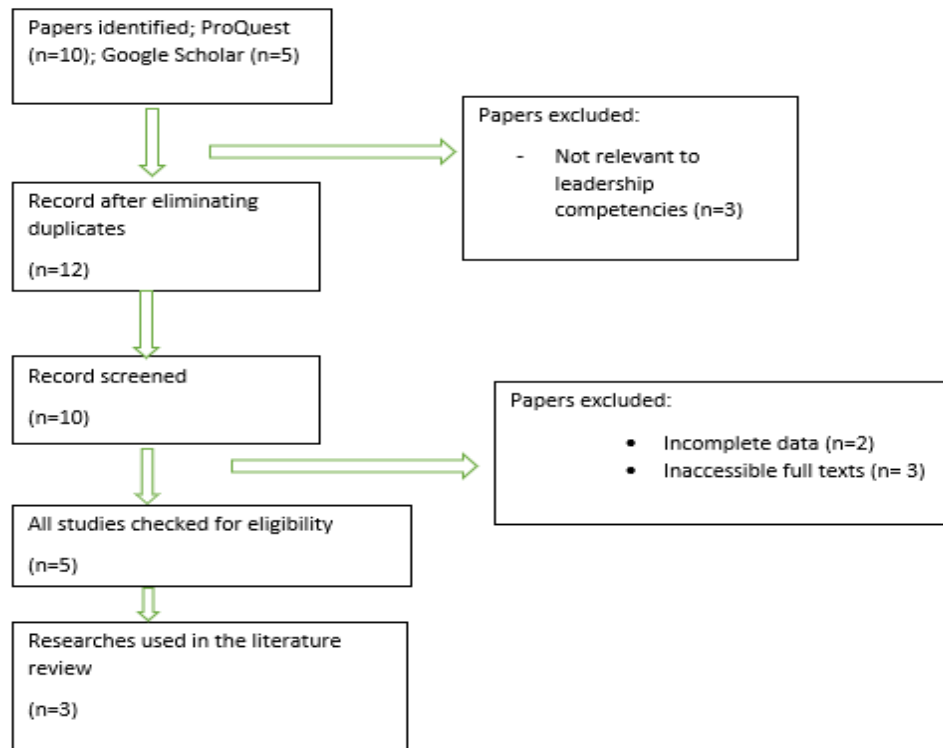 Papers identified; ProQuest
(n=10); Google Scholar (n=5)
Papers excluded:
- Not relevant to
leadership
competencies (n=3)
Record after eliminating
duplicates
(n=12)
Record screened
(n=10)
Papers excluded:
• Incomplete data (n=2)
• Inaccessible full texts (n= 3)
All studies checked for eligibility
(n=5)
Researches used in the literature
review
(n=3)